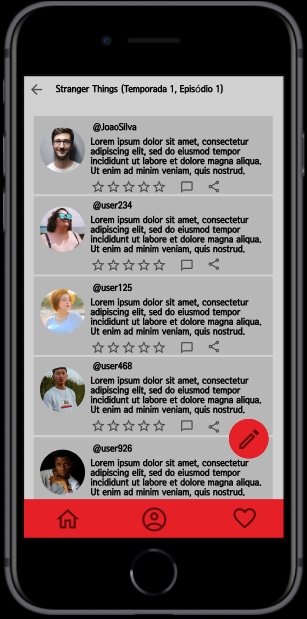 Stranger Things (Temporada 1, Episódio 1)
@JoaoSilva
Lorem ipsum dolor sit amet, consectetur
adipiscing elit, sed do eiusmod tempor
incididunt ut labore et dolore magna aliqua.
Ut enim ad minim veniam, quis nostrud.
@user234
Lorem ipsum dolor sit amet, consectetur
adipiscing elit, sed do eiusmod tempor
incididunt ut labore et dolore magna aliqua.
Ut enim ad minim veniam, quis nostrud.
@user125
Lorem ipsum dolor sit amet, consectetur
adipiscing elit, sed do eiusmod tempor
incididunt ut labore et dolore magna aliqua.
Ut enim ad minim veniam, quis nostrud.
@user468
Lorem ipsum dolor sit amet, consectetur
adipiscing elit, sed do eiusmod tempor
incididunt ut labore et dolore magna aliqua.
Ut enim ad minim veniam, quis nostrud.
@user926
Lorem ipsum dolor sit amet, consectetur
adipiscing elit, sed do eiusmod tempor
incididunt ut labore et dolore magna aliqua.
Ut enim ad minim veniam, quis nostrud.